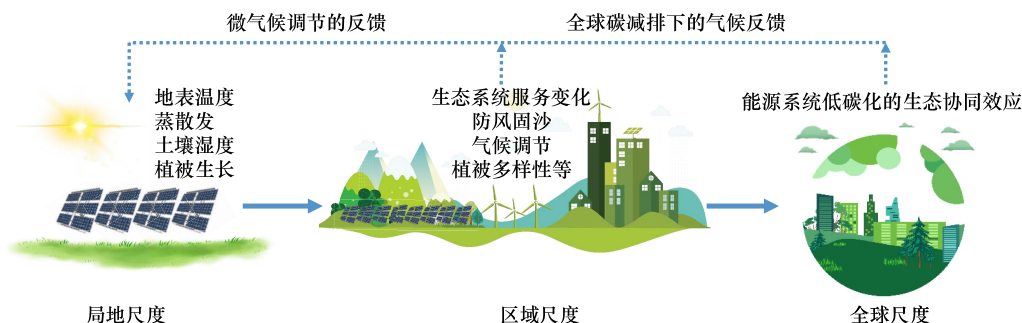 微气候调节的反馈
全球碳减排下的气候反馈
地表温度
蒸散发
土壤湿度
植被生长
生态系统服务变化
防风固沙
气候调节
植被多样性等
能源系统低碳化的生态协同效应
局地尺度
区域尺度
全球尺度